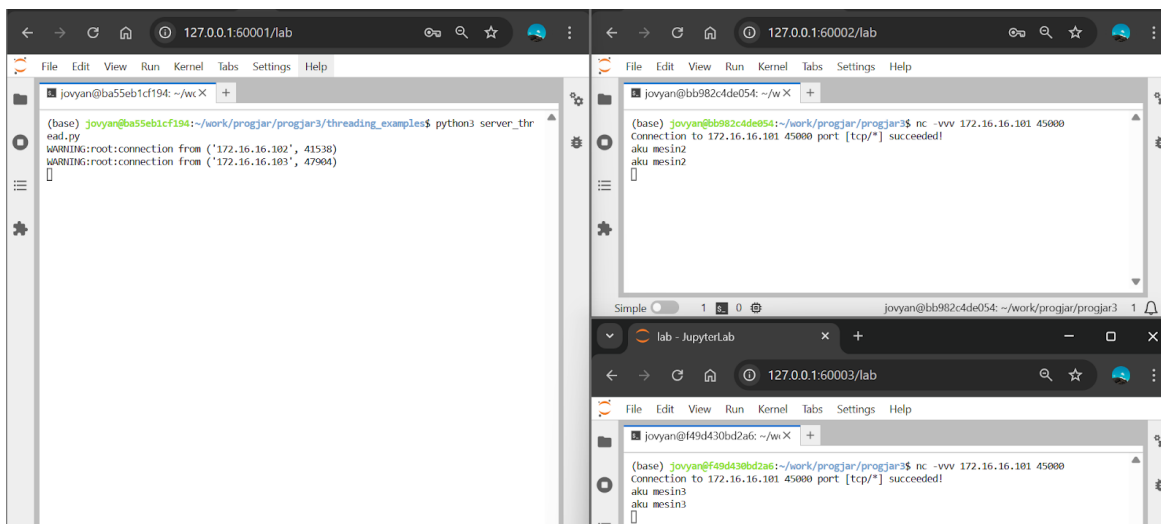 127.0.0.1:60001/lab
File Edit View Run Kernel Tabs Settings Help
jovyan@ba55eb1cf194: ~/wc
(base) jovyan@ba55eb1cf194:~/work/progjar/progjar3/threading_examples$ python3 server_thr
ead.py
WARNING:root:connection from ('172.16.16.102', 41538)
WARNING:root:connection from ('172.16.16.103', 47904)
127.0.0.1:60002/lab
File Edit View Run Kernel Tabs Settings Help
jovyan@bb982c4de054: ~/w
(base) jovyan@bb982c4de054:~/work/progjar/progjar3$ nc -vvv 172.16.16.101 45000
Connection to 172.16.16.101 45000 port [tcp/*] succeeded!
aku mesin2
aku mesin2
Simple 1 0 jovyan@bb982c4de054: ~/work/progjar/progjar3 1
lab - JupyterLab
127.0.0.1:60003/lab
File Edit View Run Kernel Tabs Settings Help
jovyan@f49d430bd2a6: ~/w
(base) jovyan@f49d430bd2a6:~/work/progjar/progjar3$ nc -vvv 172.16.16.101 45000
Connection to 172.16.16.101 45000 port [tcp/*] succeeded!
aku mesin3
aku mesin3